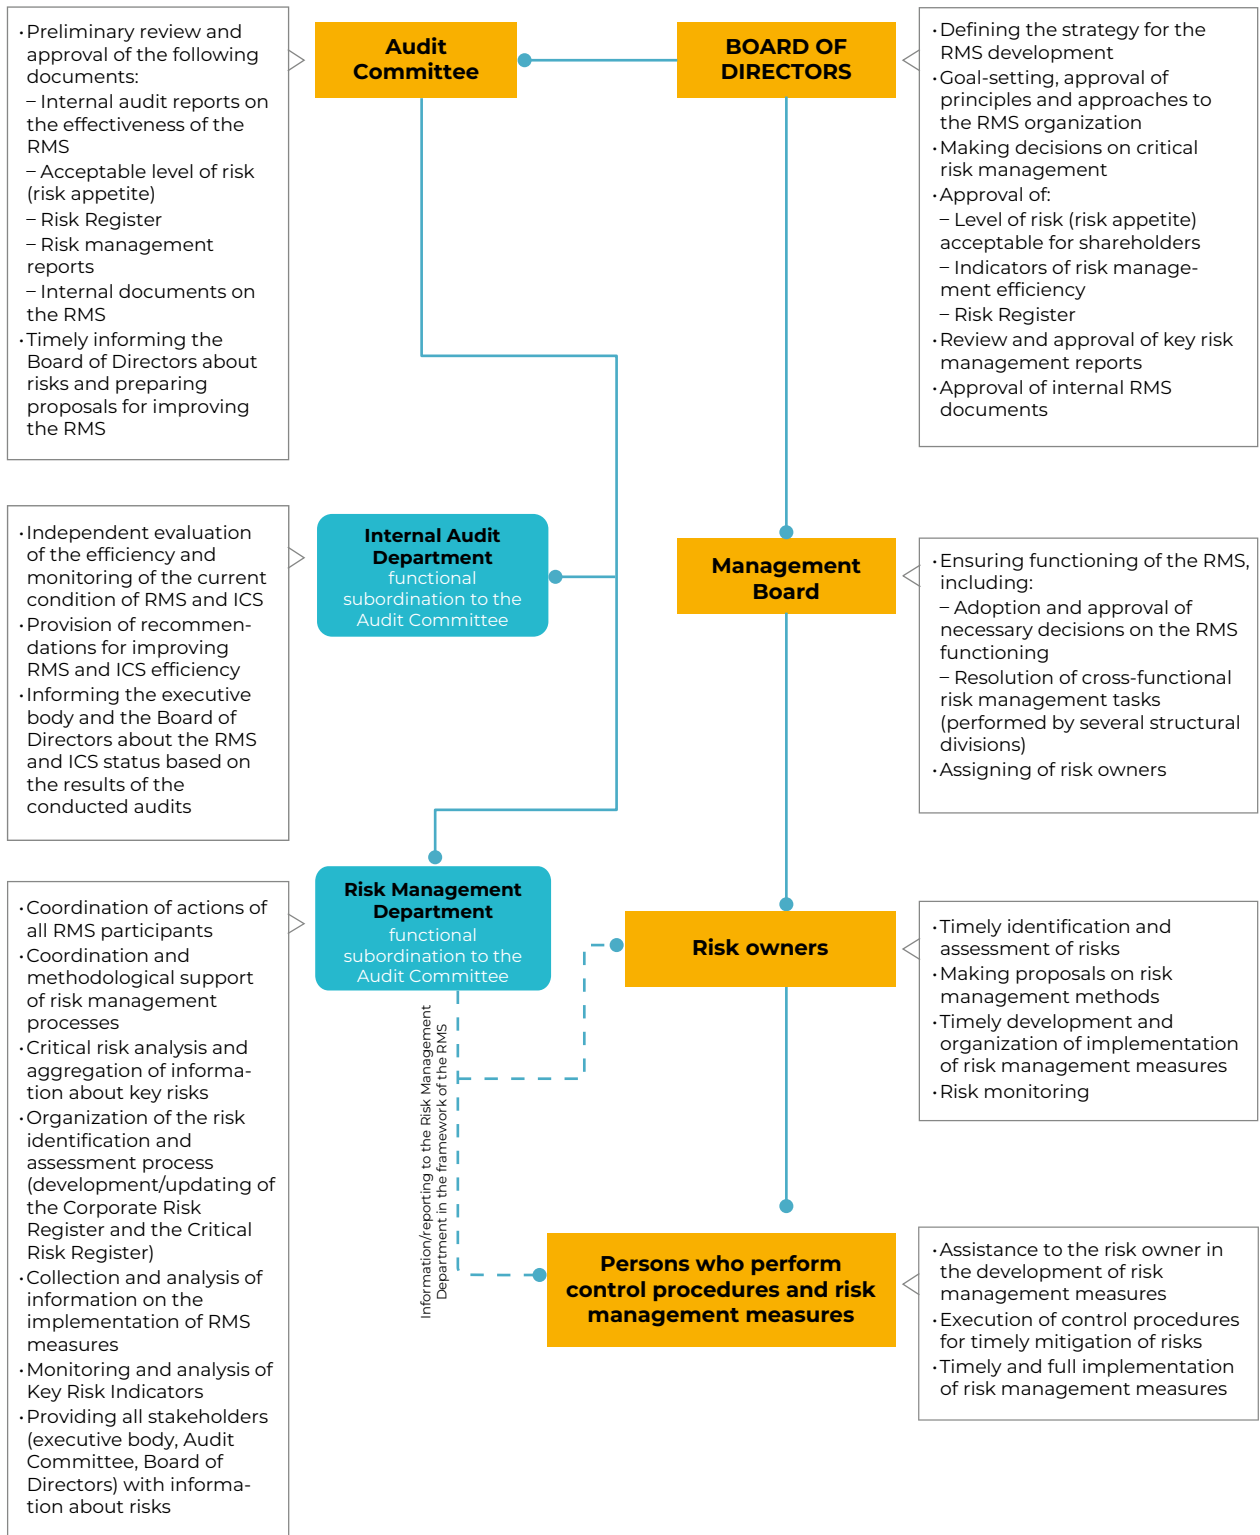 ·Preliminary review and
approval of the following
documents:
– Internal audit reports on
the effectiveness of the
RMS
– Acceptable level of risk
(risk appetite)
– Risk Register
– Risk management
reports
– Internal documents on
the RMS
·Timely informing the
Board of Directors about
risks and preparing
proposals for improving
the RMS
Audit
Committee
BOARD OF
DIRECTORS
·Defining the strategy for the
RMS development
·Goal-setting, approval of
principles and approaches to
the RMS organization
·Making decisions on critical
risk management
·Approval of:
– Level of risk (risk appetite)
acceptable for shareholders
– Indicators of risk manage-
ment efficiency
– Risk Register
·Review and approval of key risk
management reports
·Approval of internal RMS
documents
·Independent evaluation
of the efficiency and
monitoring of the current
condition of RMS and ICS
·Provision of recommen-
dations for improving
RMS and ICS efficiency
·Informing the executive
body and the Board of
Directors about the RMS
and ICS status based on
the results of the
conducted audits
Internal Audit
Department
functional
subordination to the
Audit Committee
Management
Board
·Ensuring functioning of the RMS,
including:
– Adoption and approval of
necessary decisions on the RMS
functioning
– Resolution of cross-functional
risk management tasks
(performed by several structural
divisions)
·Assigning of risk owners
·Coordination of actions of
all RMS participants
·Coordination and
methodological support
of risk management
processes
·Critical risk analysis and
aggregation of informa-
tion about key risks
·Organization of the risk
identification and
assessment process
(development/updating of
the Corporate Risk
Register and the Critical
Risk Register)
·Collection and analysis of
information on the
implementation of RMS
measures
·Monitoring and analysis of
Key Risk Indicators
·Providing all stakeholders
(executive body, Audit
Committee, Board of
Directors) with informa-
tion about risks
Risk Management
Department
functional
subordination to the
Audit Committee
Information/reporting to the Risk Management
Department in the framework of the RMS
Risk owners
·Timely identification and
assessment of risks
·Making proposals on risk
management methods
·Timely development and
organization of implementation
of risk management measures
·Risk monitoring
Persons who perform
control procedures and risk
management measures
·Assistance to the risk owner in
the development of risk
management measures
·Execution of control procedures
for timely mitigation of risks
·Timely and full implementation
of risk management measures